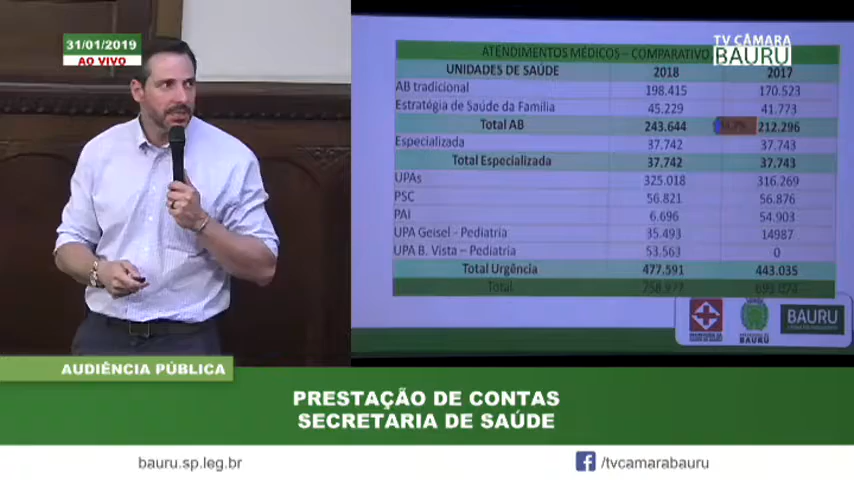 31/01/2019
AO VIVO
TV CÂMARA
BAURU
ATENDIMENTOS MÉDICOS – COMPARATIVO
UNIDADES DE SAÚDE 2018 2017
AB tradicional 198.415 170.523
Estratégia de Saúde da Família 45.229 41.773
Total AB 243.644 212.296
Especializada 37.742 37.743
Total Especializada 37.742 37.743
UPAs 325.018 316.269
PSC 56.821 56.876
PAI 6.696 54.903
UPA Geisel - Pediatria 35.493 14987
UPA B. Vista – Pediatria 53.563 0
Total Urgência 477.591 443.035
Total
BAURU
BAURU
AUDIÊNCIA PÚBLICA
PRESTAÇÃO DE CONTAS
SECRETARIA DE SAÚDE
bauru.sp.leg.br
/tvcamarabauru